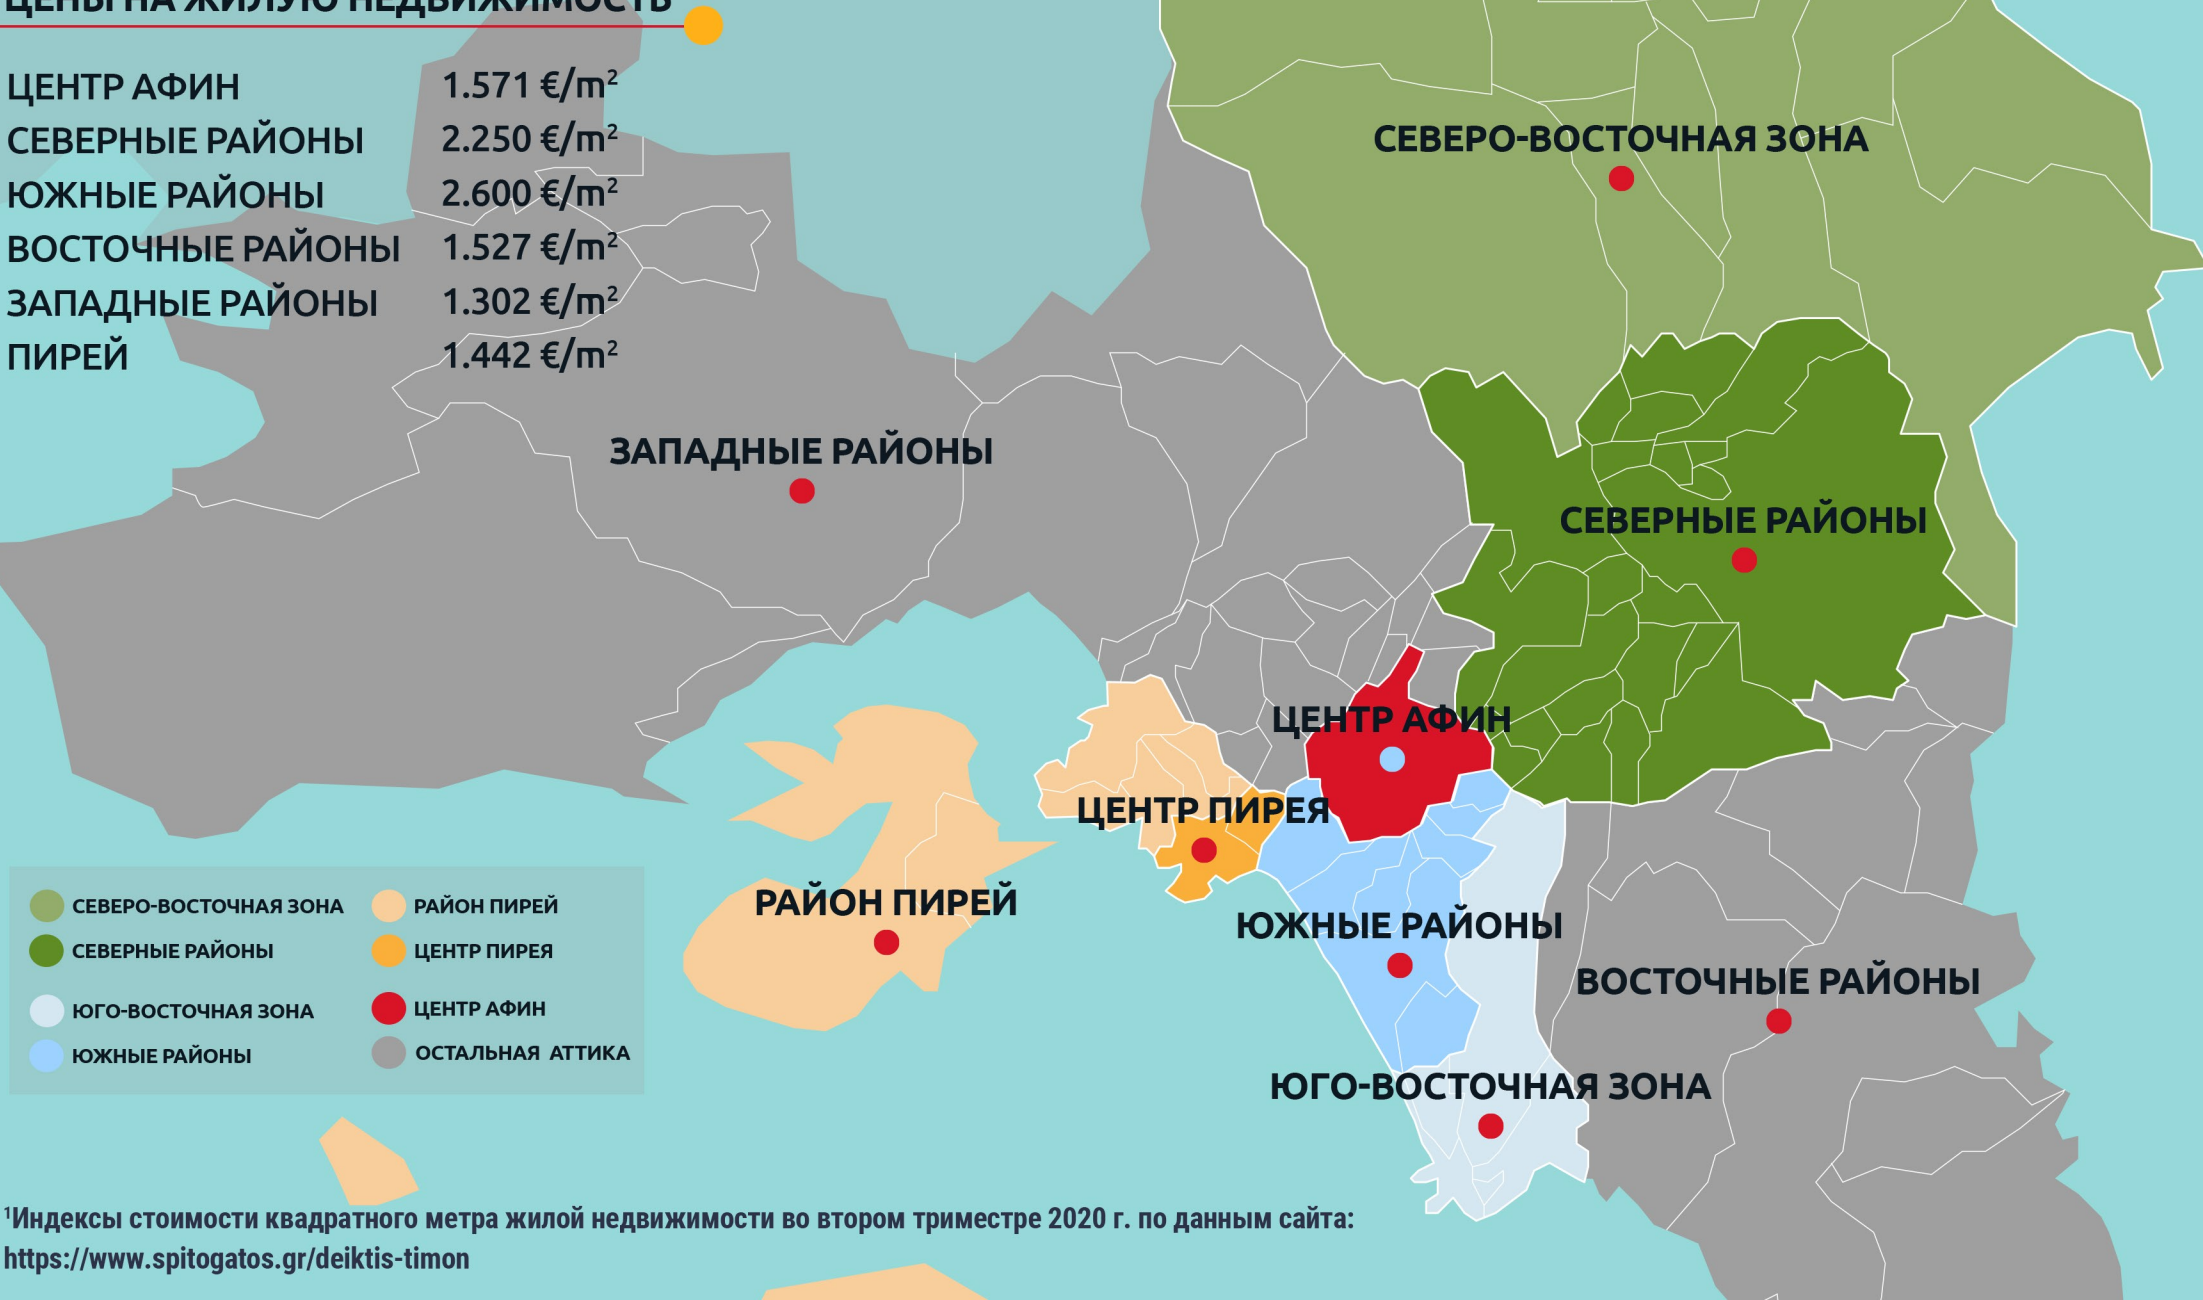 ЦЕНЫ НА ЖИЛУЮ НЕДВИЖИМОСТЬ
ЦЕНТР АФИН 1.571 €/m²
СЕВЕРНЫЕ РАЙОНЫ 2.250 €/m²
ЮЖНЫЕ РАЙОНЫ 2.600 €/m²
ВОСТОЧНЫЕ РАЙОНЫ 1.527 €/m²
ЗАПАДНЫЕ РАЙОНЫ 1.302 €/m²
ПИРЕЙ 1.442 €/m²
СЕВЕРО-ВОСТОЧНАЯ ЗОНА
ЗАПАДНЫЕ РАЙОНЫ
СЕВЕРНЫЕ РАЙОНЫ
ЦЕНТР АФИН
ЦЕНТР ПИРЕЯ
РАЙОН ПИРЕЙ
ЮЖНЫЕ РАЙОНЫ
ВОСТОЧНЫЕ РАЙОНЫ
ЮГО-ВОСТОЧНАЯ ЗОНА
СЕВЕРО-ВОСТОЧНАЯ ЗОНА
СЕВЕРНЫЕ РАЙОНЫ
ЮГО-ВОСТОЧНАЯ ЗОНА
ЮЖНЫЕ РАЙОНЫ
РАЙОН ПИРЕЙ
ЦЕНТР ПИРЕЯ
ЦЕНТР АФИН
ОСТАЛЬНАЯ АТТИКА
¹Индексы стоимости квадратного метра жилой недвижимости во втором триместре 2020 г. по данным сайта:
https://www.spitogatos.gr/deiktis-timon